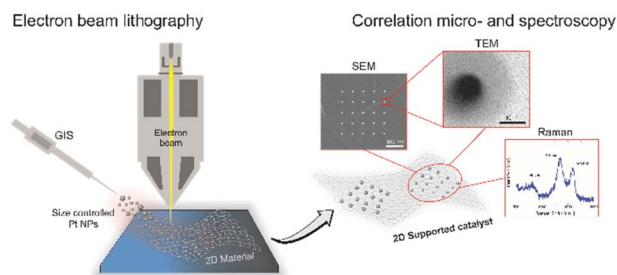 Electron beam lithography
Correlation micro- and spectroscopy
TEM
SEM
Electron
beam
GIS
Raman
Size controlled
Pt NPs
2D Material
2D Supported catalyst